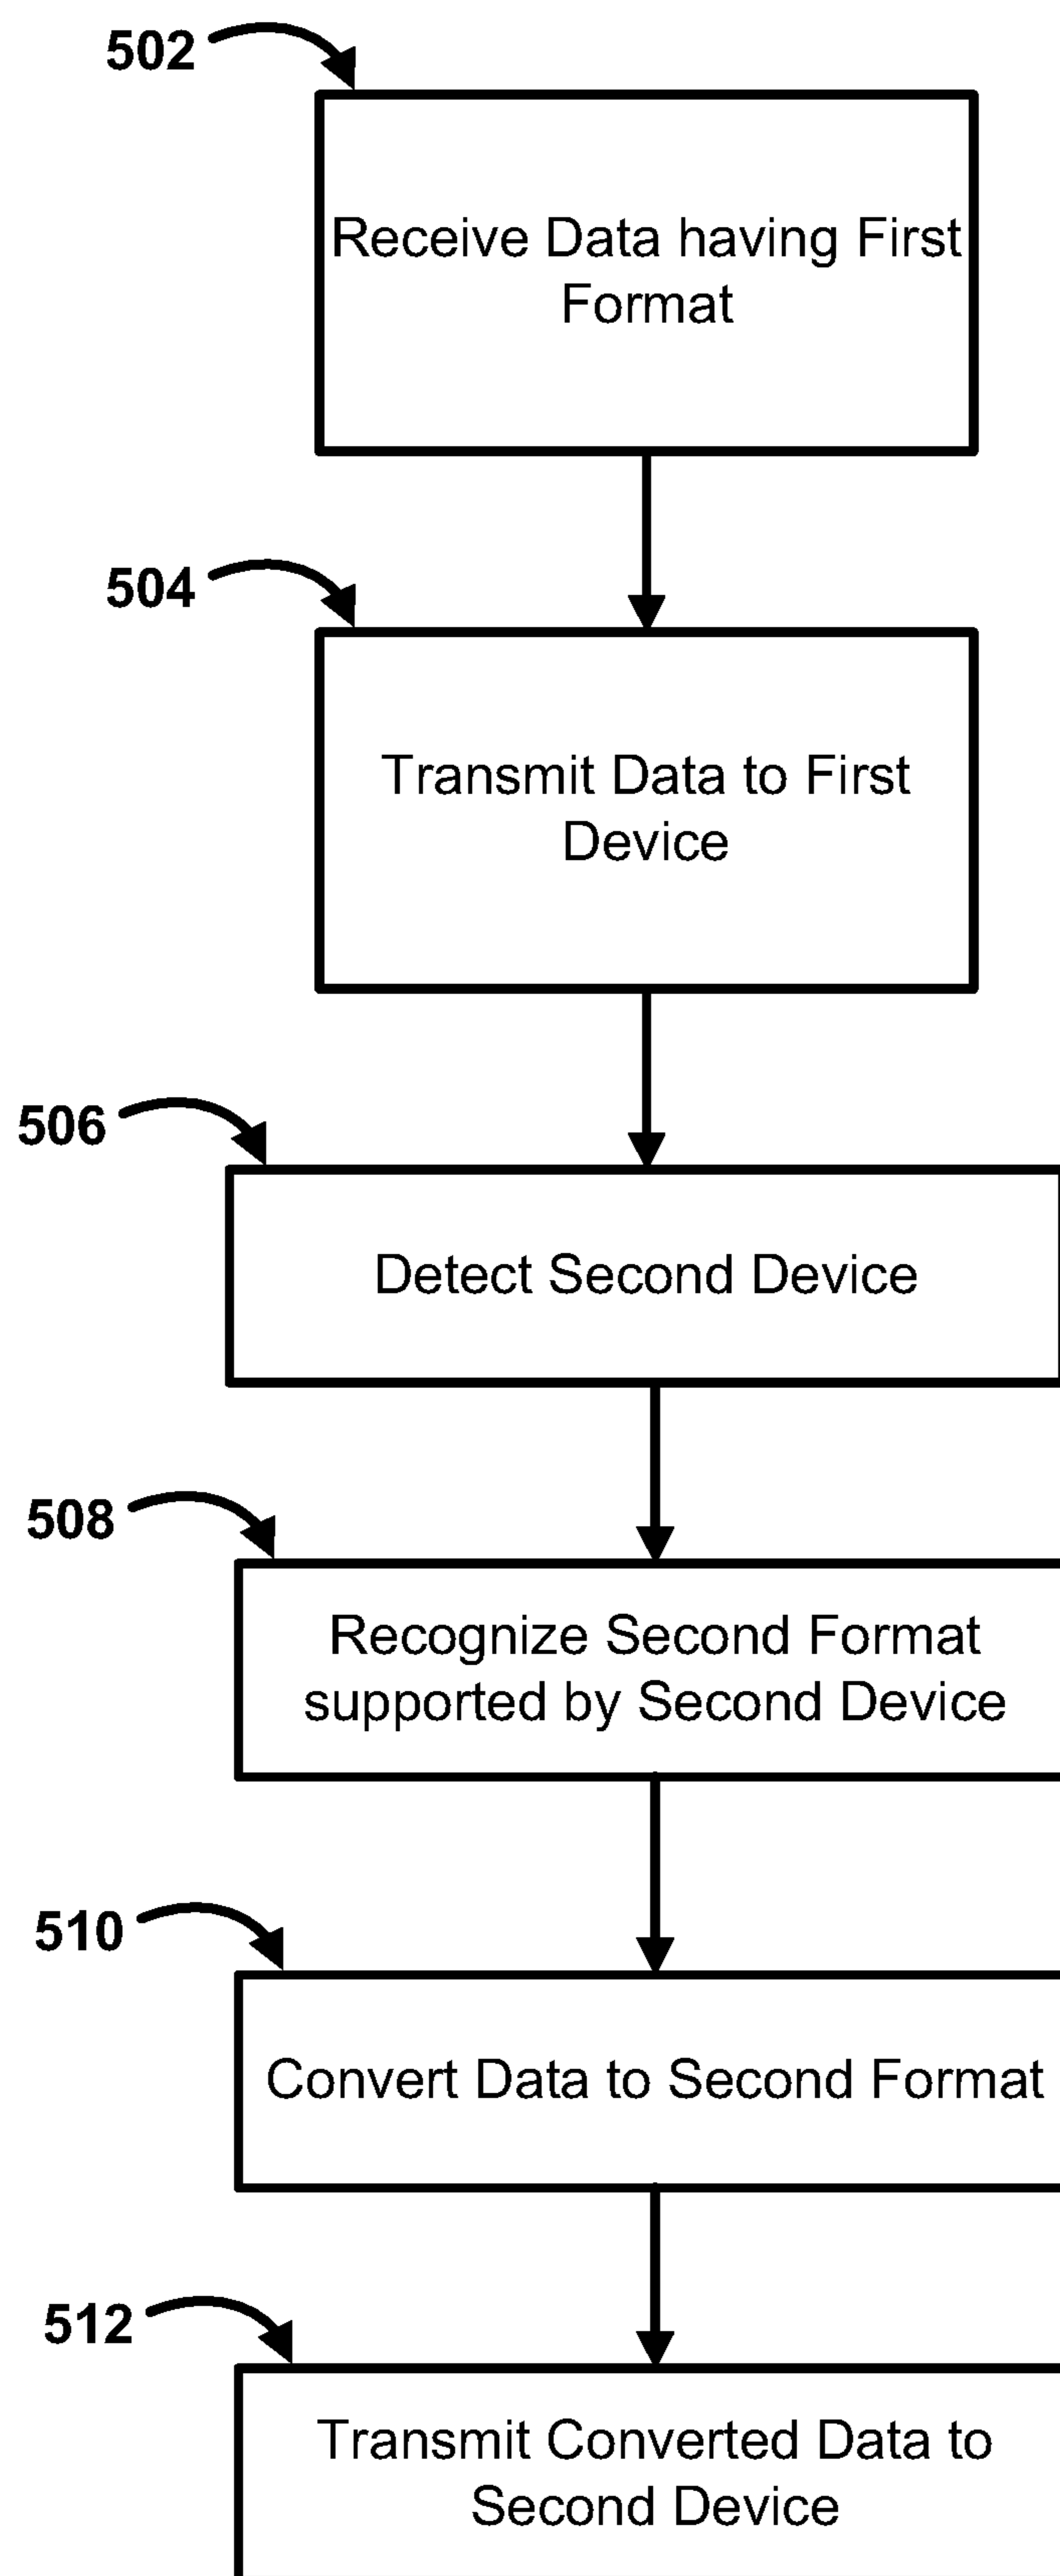 502
Receive Data having First
Format
504
Transmit Data to First
Device
506
Detect Second Device
508
Recognize Second Format
supported by Second Device
510
Convert Data to Second Format
512
Transmit Converted Data to
Second Device